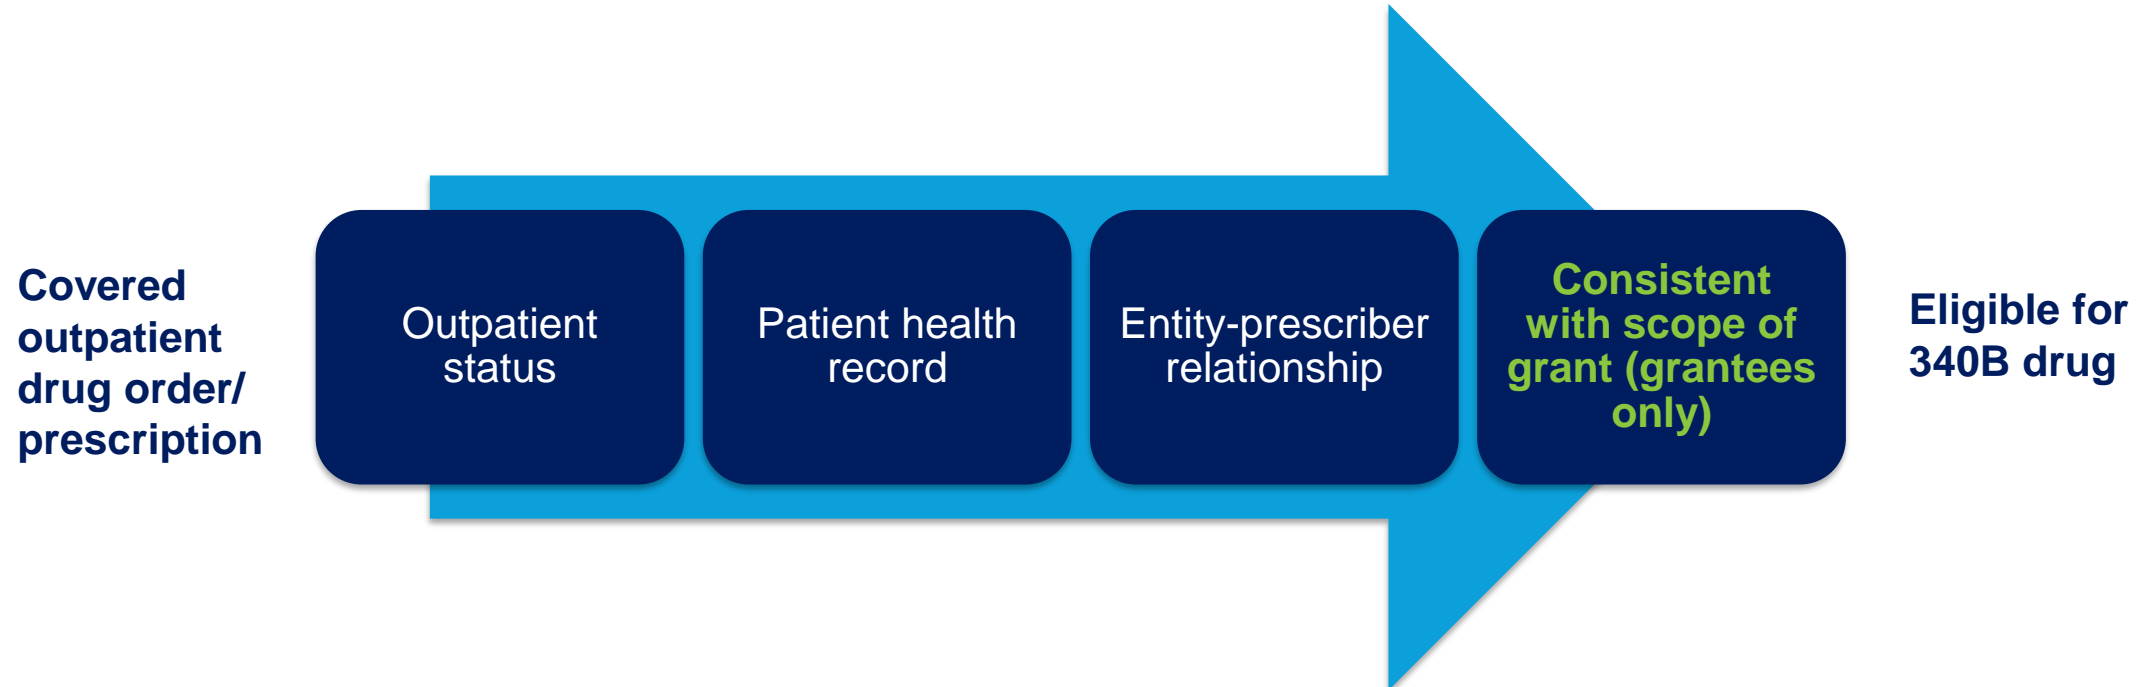 Covered
outpatient
drug order/
prescription
Outpatient
status
Patient health
record
Entity-prescriber
relationship
Consistent
with scope of
grant (grantees
only)
Eligible for
340B drug